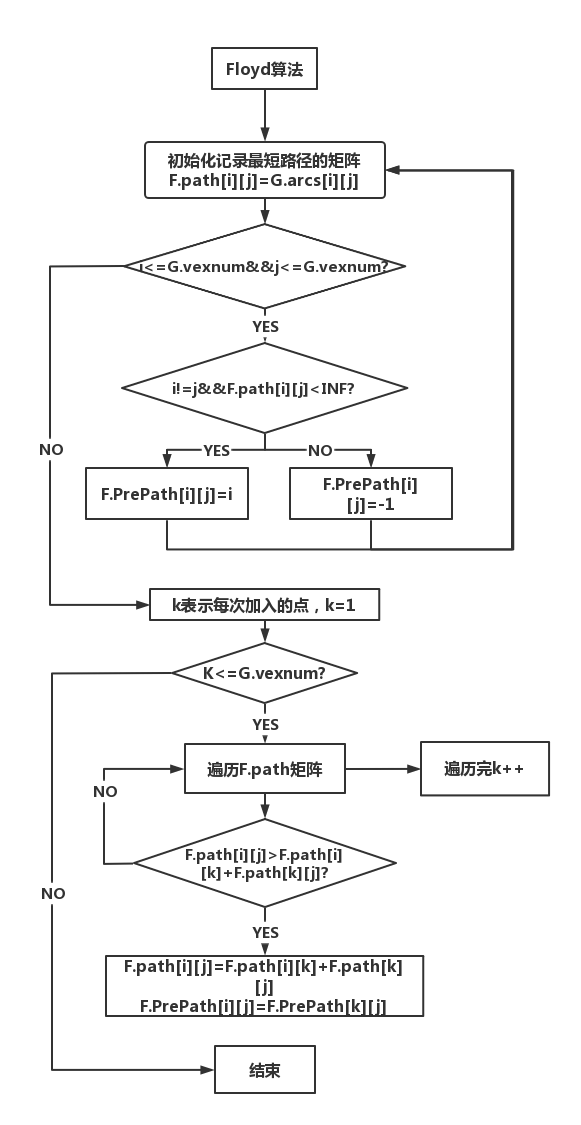 Floyd算法
初始化记录最短路径的矩阵
F.path[i][j]=G.arcs[i][j]
i<=G.vexnum&&j<=G.vexnum?
YES
i!=j&&F.path[i][j]<INF?
YES
NO
NO
F.PrePath[i][j]=i
F.PrePath[i]
[j]=-1
k表示每次加入的点，k=1
K<=G.vexnum?
YES
遍历F.path矩阵
遍历完k++
NO
F.path[i][j]>F.path[i]
[k]+F.path[k][j]?
NO
YES
F.path[i][j]=F.path[i][k]+F.path[k]
[j]
F.PrePath[i][j]=F.PrePath[k][j]
结束